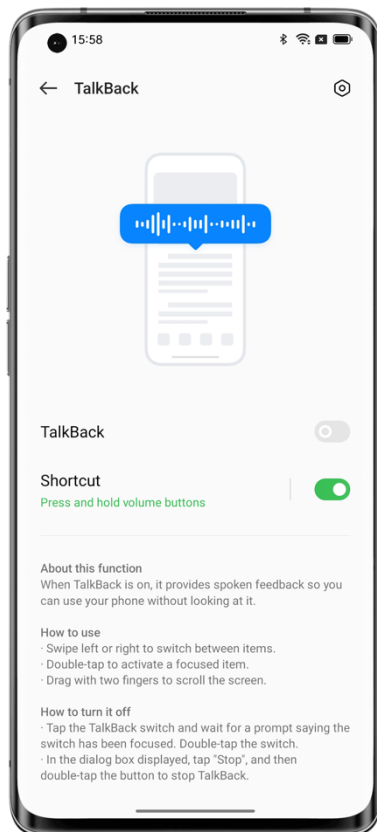 15:58
TalkBack
TalkBack
Shortcut
Press and hold volume buttons
About this function
When TalkBack is on, it provides spoken feedback so you
can use your phone without looking at it.
How to use
· Swipe left or right to switch between items.
· Double-tap to activate a focused item.
· Drag with two fingers to scroll the screen.
How to turn it off
· Tap the TalkBack switch and wait for a prompt saying the
switch has been focused. Double-tap the switch.
· In the dialog box displayed, tap "Stop", and then
double-tap the button to stop TalkBack.